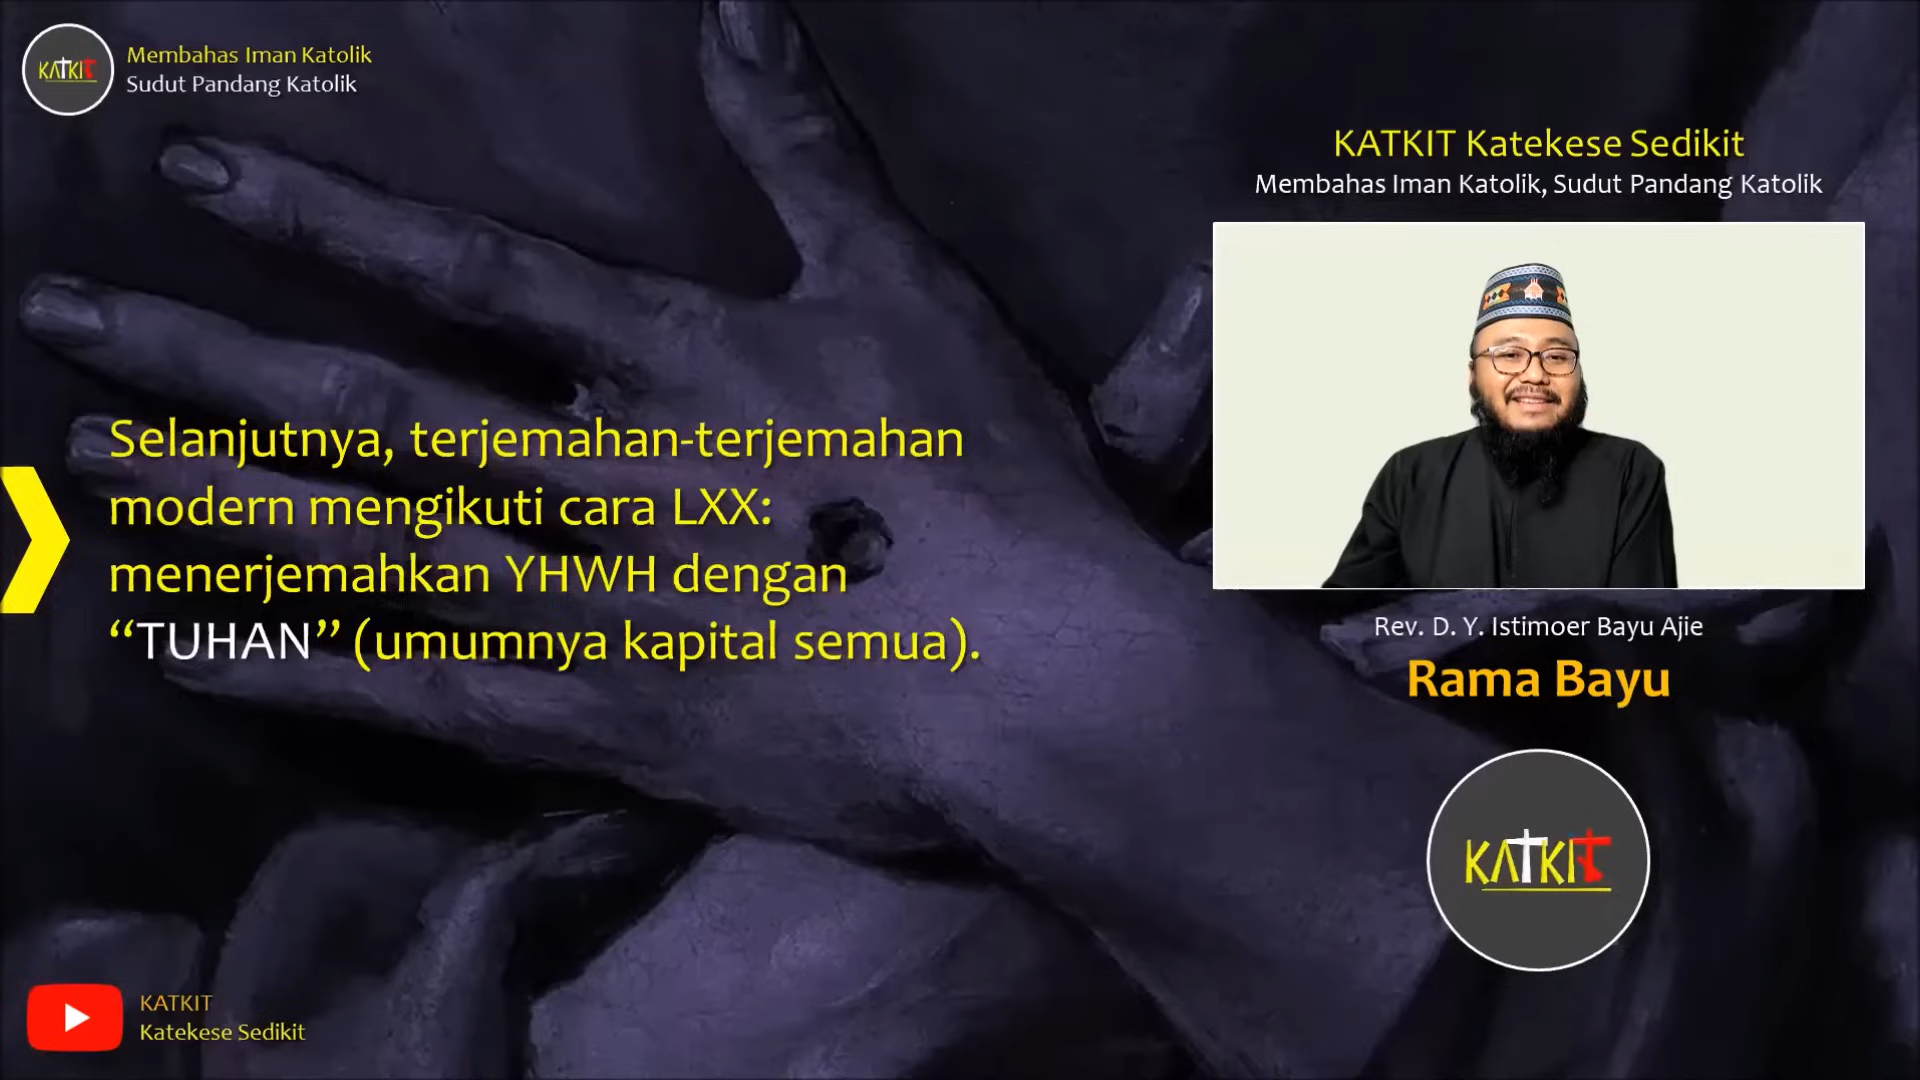 KATKIT
Membahas Iman Katolik
Sudut Pandang Katolik
KATKIT Katekese Sedikit
Membahas Iman Katolik, Sudut Pandang Katolik
Selanjutnya, terjemahan-terjemahan
modern mengikuti cara LXX:
menerjemahkan YHWH dengan
“TUHAN” (umumnya kapital semua).
Rev. D. Y. Istimoer Bayu Ajie
Rama Bayu
KATKIT
KATKIT
Katekese Sedikit